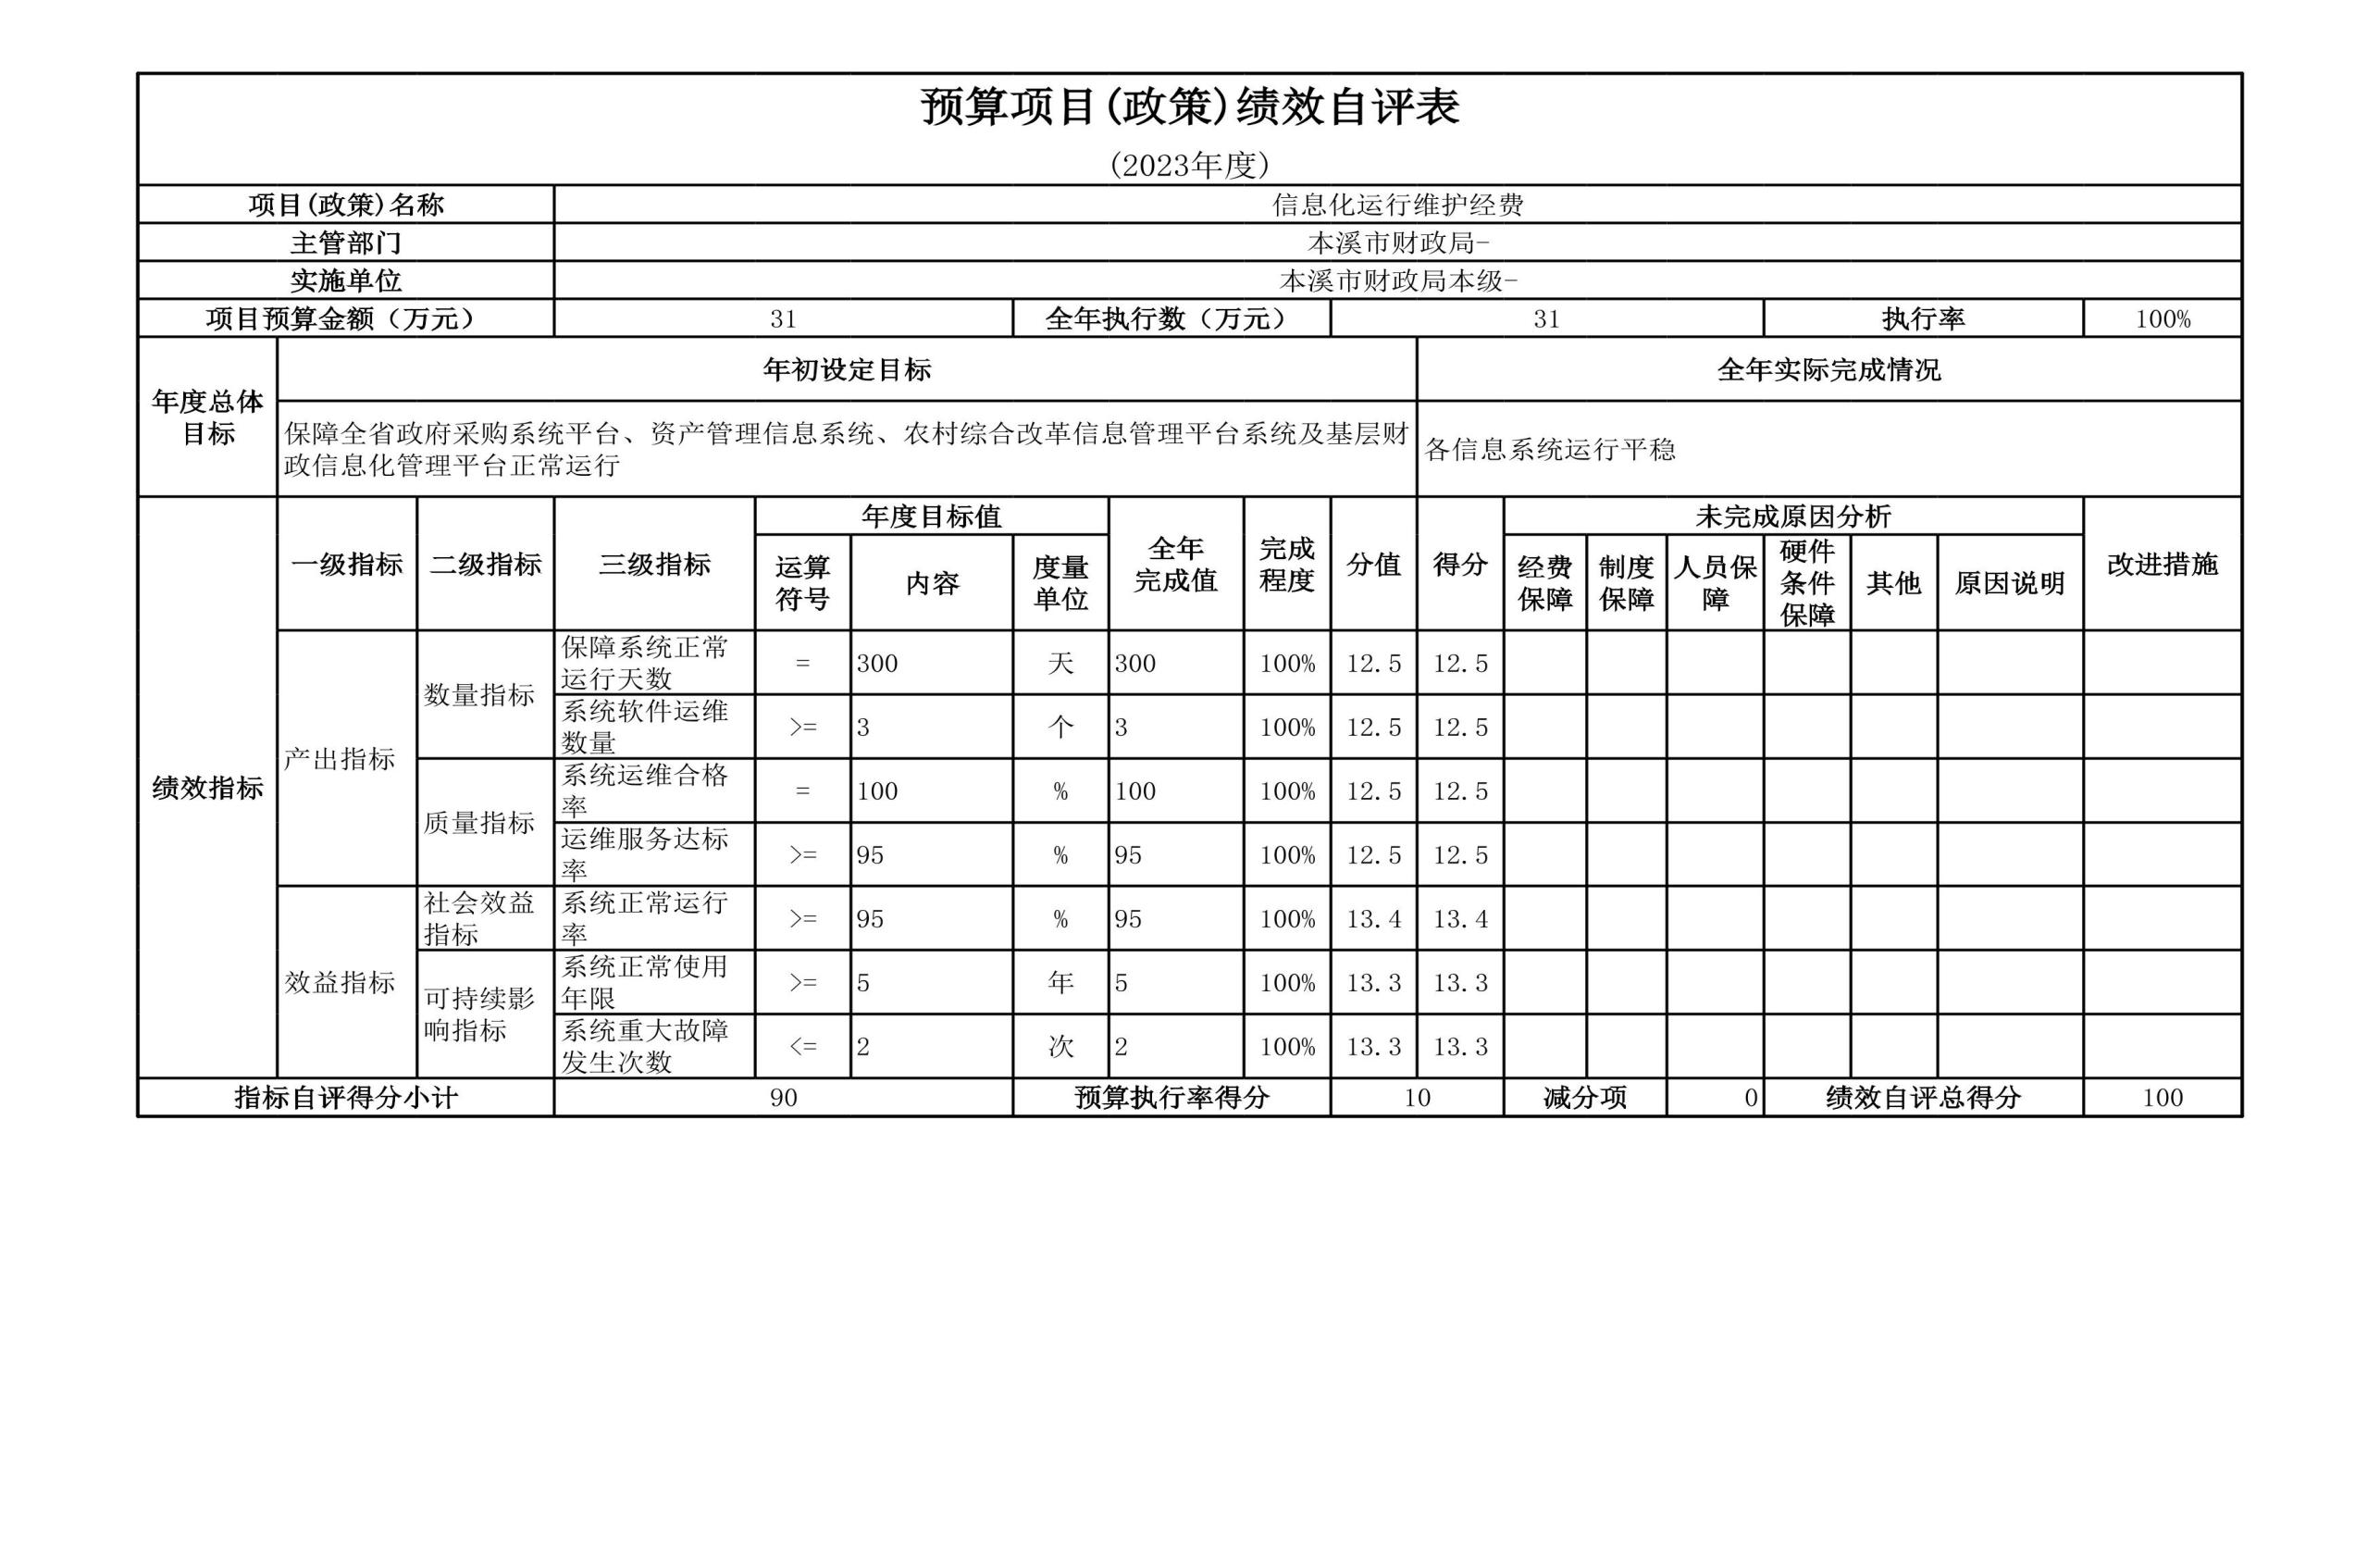 预算项目(政策)绩效自评表
(2023年度)
项目(政策)名称 信息化运行维护经费
主管部门 本溪市财政局-
实施单位 本溪市财政局本级-
项目预算金额（万元） 31 全年执行数（万元） 31 执行率 100%
年度总体
目标
年初设定目标 全年实际完成情况
保障全省政府采购系统平台、资产管理信息系统、农村综合改革信息管理平台系统及基层财
政信息化管理平台正常运行
各信息系统运行平稳
绩效指标
一级指标 二级指标 三级指标
年度目标值
运算
符号
内容
度量
单位
全年
完成值
完成
程度
分值 得分
未完成原因分析
经费
保障
制度
保障
人员保
障
硬件
条件
保障
其他 原因说明
改进措施
产出指标
数量指标
保障系统正常
运行天数
= 300 天 300 100% 12.5 12.5
系统软件运维
数量
>= 3 个 3 100% 12.5 12.5
质量指标
系统运维合格
率
= 100 % 100 100% 12.5 12.5
运维服务达标
率
>= 95 % 95 100% 12.5 12.5
效益指标
社会效益
指标
系统正常运行
率
>= 95 % 95 100% 13.4 13.4
可持续影
响指标
系统正常使用
年限
>= 5 年 5 100% 13.3 13.3
系统重大故障
发生次数
<= 2 次 2 100% 13.3 13.3
指标自评得分小计 90 预算执行率得分 10 减分项 0 绩效自评总得分 100